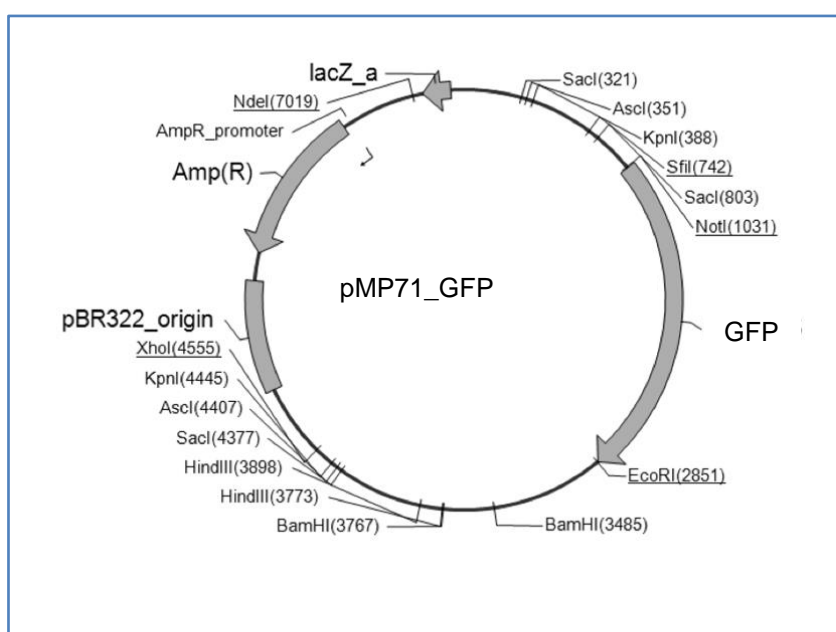 lacZ_a
NdeI(7019)
AmpR_promoter
Amp(R)
pBR322_origin
XhoI(4555)
KpnI(4445)
AscI(4407)
SacI(4377)
HindIII(3898)
HindIII(3773)
BamHI(3767)
pMP71_GFP
SacI(321)
AscI(351)
KpnI(388)
SfiI(742)
SacI(803)
NotI(1031)
GFP
EcoRI(2851)
BamHI(3485)